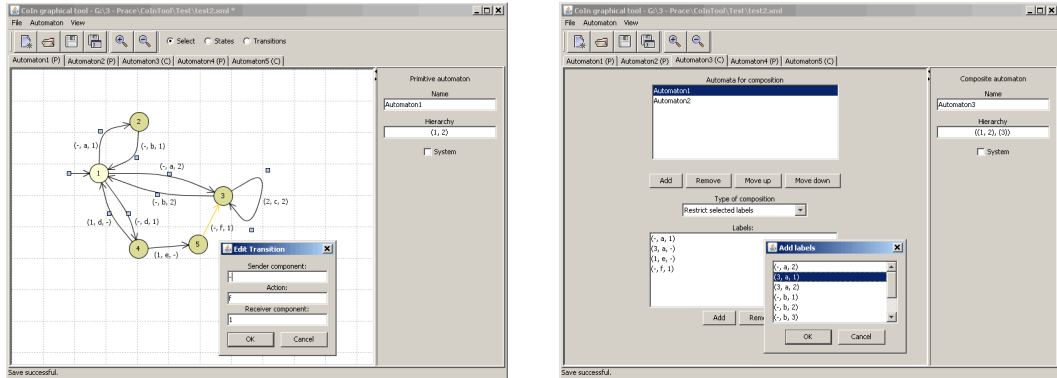 CoIn graphical tool - G:\3 - Prace\CoInTool\Test\test2.xml *
File Automaton View
Select States Transitions
Automaton1 (P) Automaton2 (P) Automaton3 (C) Automaton4 (P) Automaton5 (C)
Primitive automaton
Name
Automaton1
Hierarchy
(1, 2)
System
2
(-, a, 1)
(-, b, 1)
1
(-, a, 2)
(-, b, 2)
3
(2, c, 2)
(1, d, -)
(-, d, 1)
(-, f, 1)
4
(1, e, -)
5
Edit Transition
Sender component:
-
Action:
f
Receiver component:
1
OK Cancel
Save successful.
CoIn graphical tool - G:\3 - Prace\CoInTool\Test\test2.xml
File Automaton View
Automaton1 (P) Automaton2 (P) Automaton3 (C) Automaton4 (P) Automaton5 (C)
Automata for composition
Automaton1
Automaton2
Add Remove Move up Move down
Type of composition
Restrict selected labels
Labels:
(-, a, 1)
(3, a, -)
(1, e, -)
(-, f, 1)
Add Rem
Add labels
(-, a, 2)
(3, a, 1)
(3, a, 2)
(-, b, 1)
(-, b, 2)
(-, b, 3)
OK Cancel
Composite automaton
Name
Automaton3
Hierarchy
((1, 2), (3))
System
Save successful.